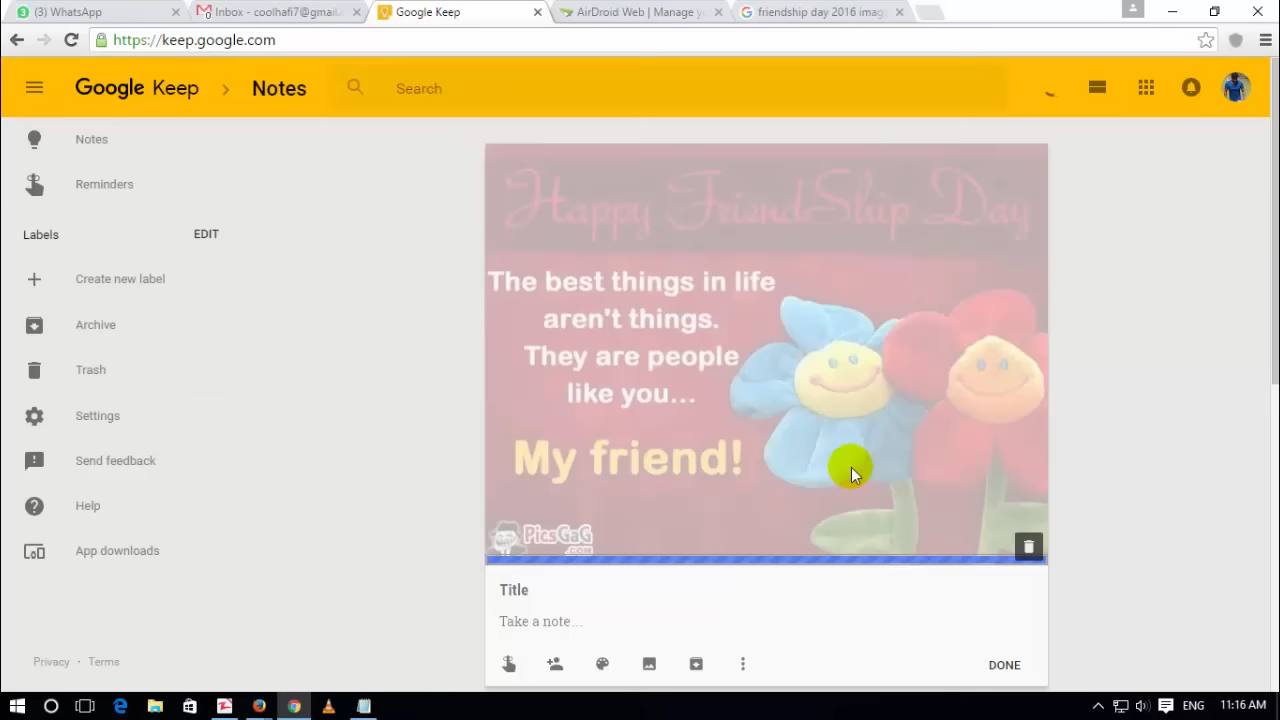 (3) WhatsApp
Inbox - coolhafi7@gmail.
Google Keep
AirDroid Web | Manage y
friendship day 2016 imag
https://keep.google.com
Google Keep
Notes
Search
Notes
Reminders
Labels
EDIT
Create new label
Archive
Trash
Settings
Send feedback
Help
App downloads
Privacy · Terms
Happy FriendShip Day
The best things in life
aren't things.
They are people
like you...
My friend!
PicsGaG
.COM
Title
Take a note...
DONE
ENG
11:16 AM